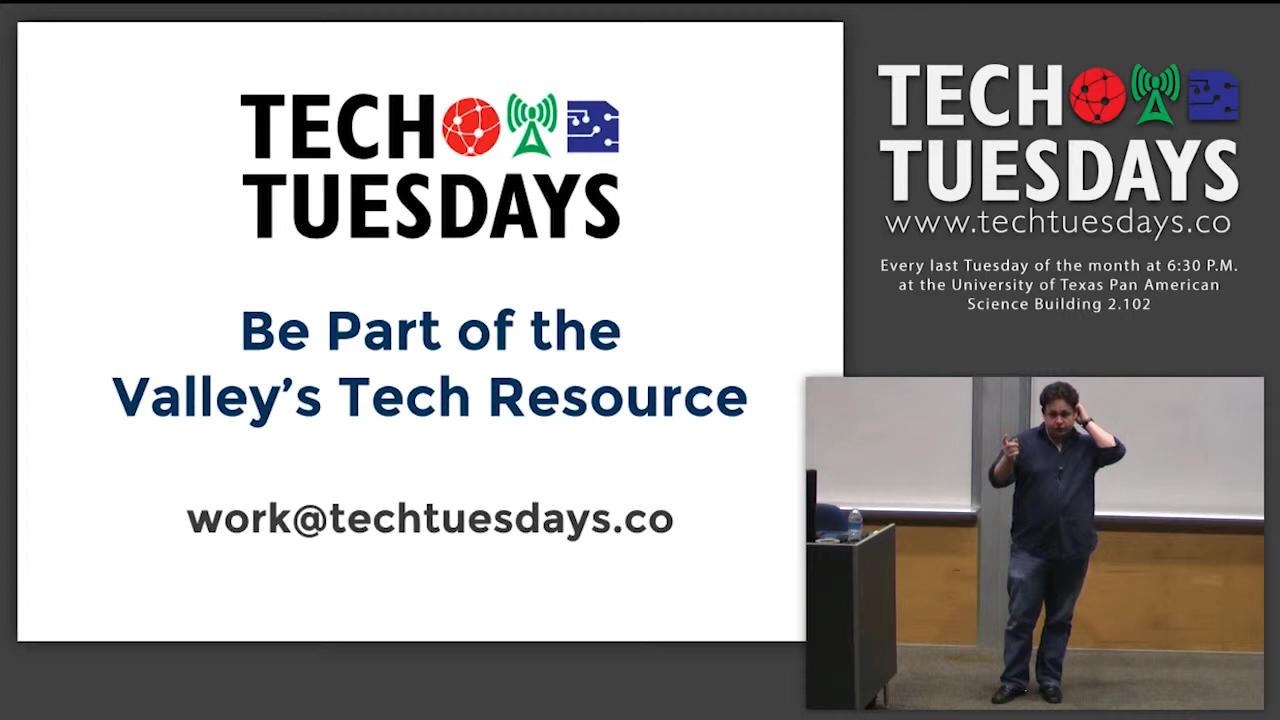 TECH
TUESDAYS
Be Part of the
Valley's Tech Resource
work@techtuesdays.co
TECH
TUESDAYS
www.techtuesdays.co
Every last Tuesday of the month at 6:30 P.M.
at the University of Texas Pan American
Science Building 2.102